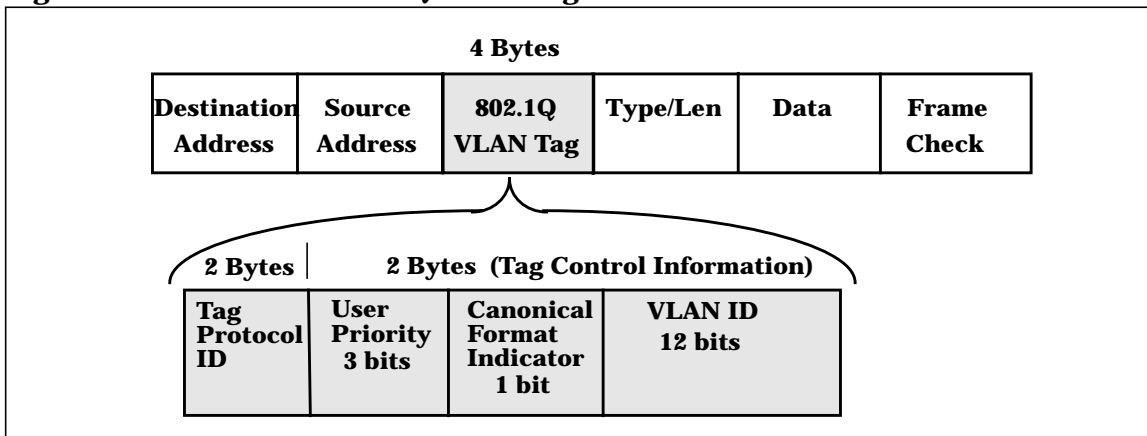 4 Bytes
Destination Address
Source Address
802.1Q VLAN Tag
Type/Len
Data
Frame Check
2 Bytes
2 Bytes (Tag Control Information)
Tag Protocol ID
User Priority 3 bits
Canonical Format Indicator 1 bit
VLAN ID 12 bits